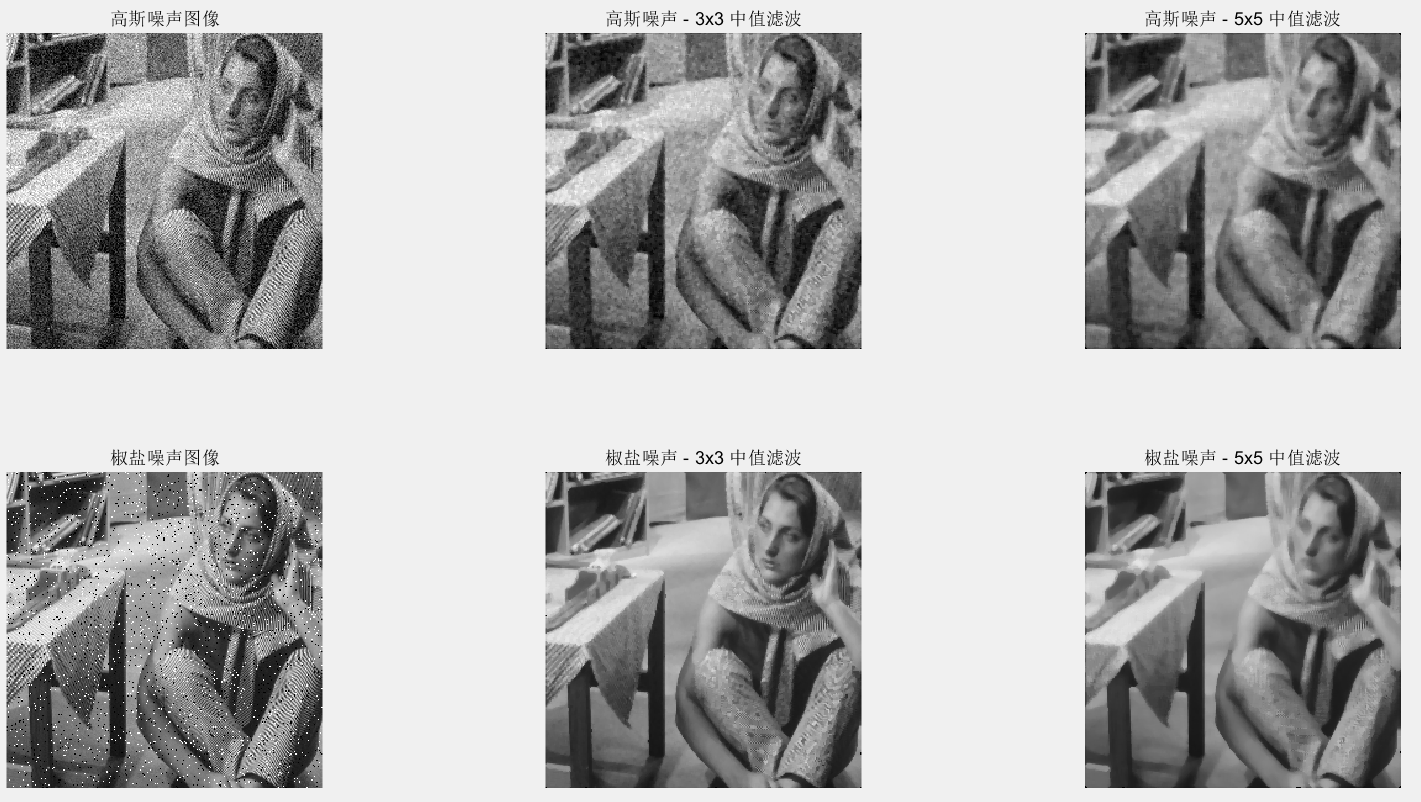 高斯噪声图像
高斯噪声 - 3x3 中值滤波
高斯噪声 - 5x5 中值滤波
椒盐噪声图像
椒盐噪声 - 3x3 中值滤波
椒盐噪声 - 5x5 中值滤波